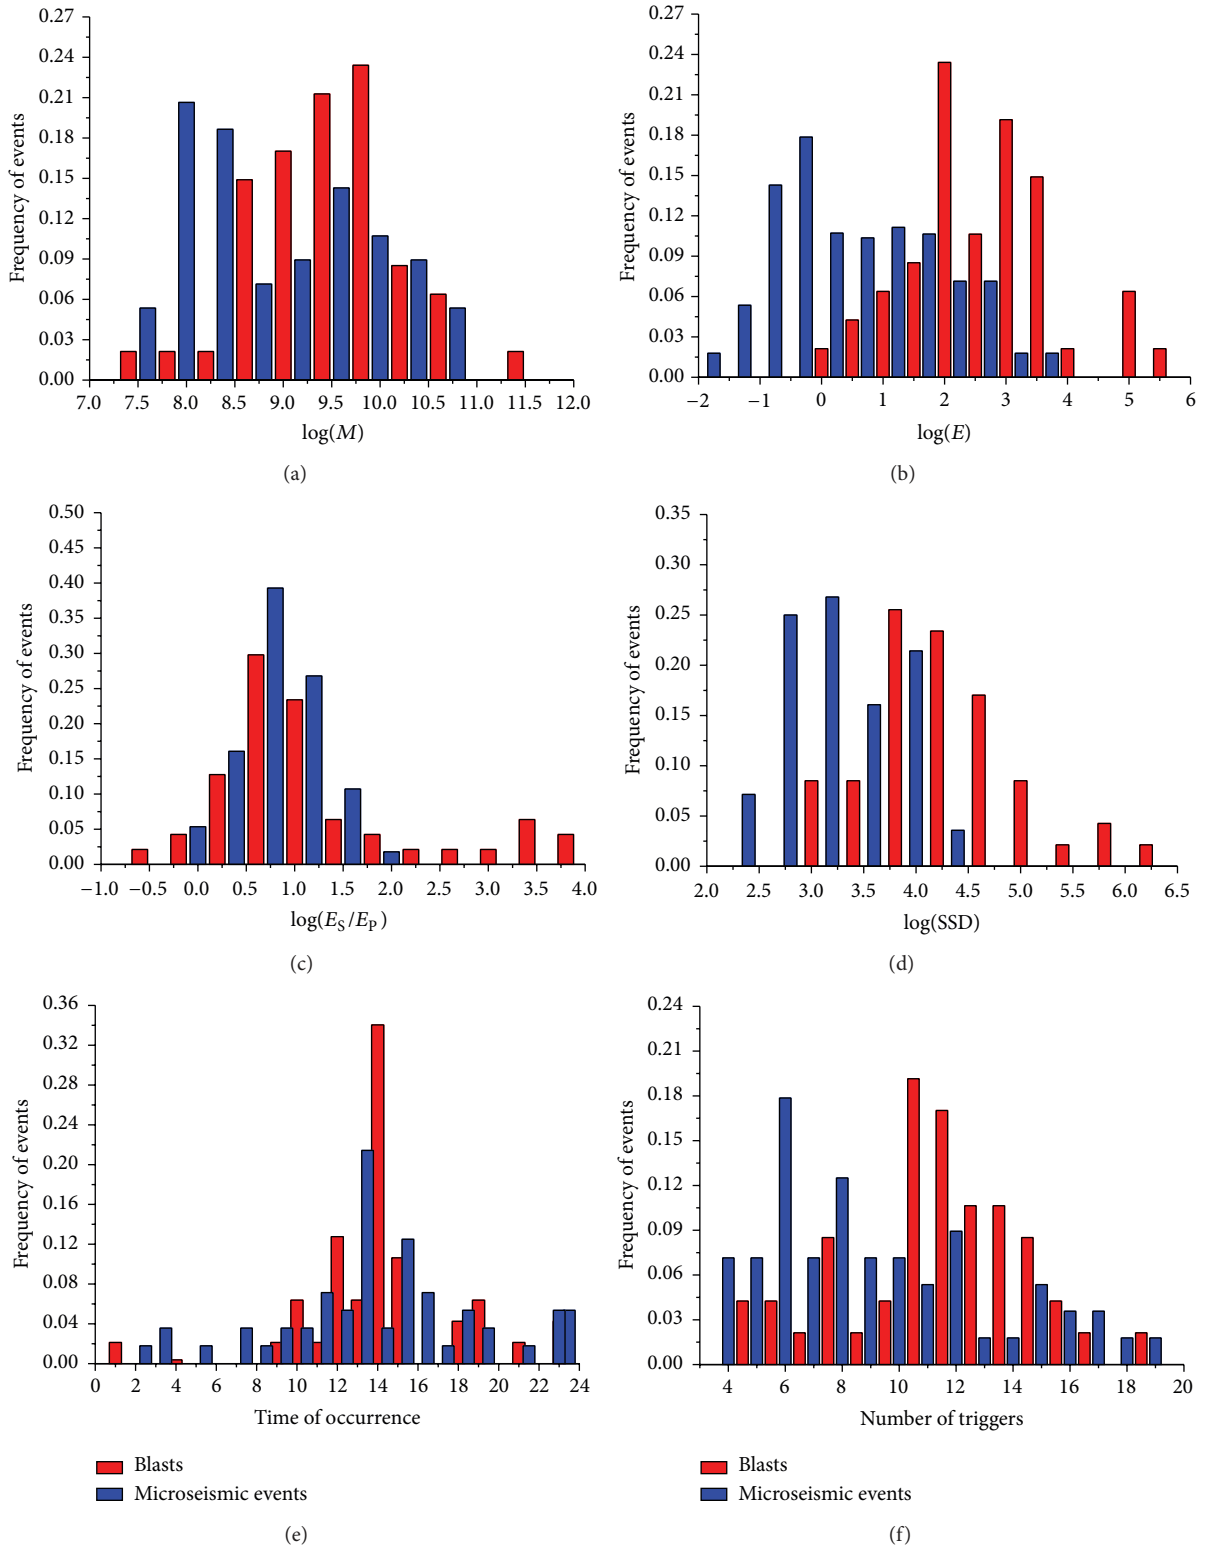 0.27
0.24
0.21
0.18
0.15
0.12
0.09
0.06
0.03
0.00
Frequency of events
7.0 7.5 8.0 8.5 9.0 9.5 10.0 10.5 11.0 11.5 12.0
log(M)
(a)
0.27
0.24
0.21
0.18
0.15
0.12
0.09
0.06
0.03
0.00
Frequency of events
−2 −1 0 1 2 3 4 5 6
log(E)
(b)
0.50
0.45
0.40
0.35
0.30
0.25
0.20
0.15
0.10
0.05
0.00
Frequency of events
−1.0 −0.5 0.0 0.5 1.0 1.5 2.0 2.5 3.0 3.5 4.0
log(E_S/E_P)
(c)
0.35
0.30
0.25
0.20
0.15
0.10
0.05
0.00
Frequency of events
2.0 2.5 3.0 3.5 4.0 4.5 5.0 5.5 6.0 6.5
log(SSD)
(d)
0.36
0.32
0.28
0.24
0.20
0.16
0.12
0.08
0.04
0.00
Frequency of events
0 2 4 6 8 10 12 14 16 18 20 22 24
Time of occurrence
Blasts
Microseismic events
(e)
0.24
0.21
0.18
0.15
0.12
0.09
0.06
0.03
0.00
Frequency of events
4 6 8 10 12 14 16 18 20
Number of triggers
Blasts
Microseismic events
(f)